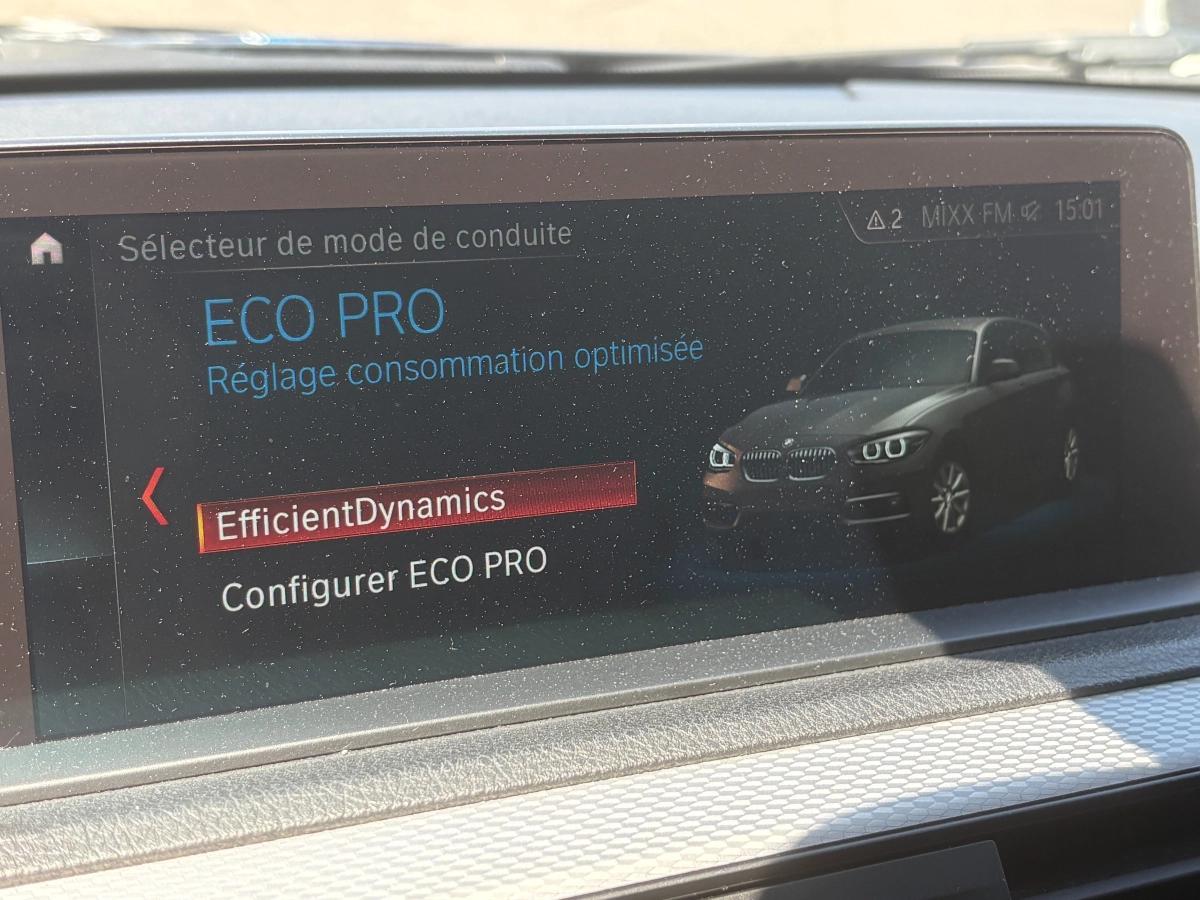 Sélecteur de mode de conduite
2 MIXX FM 15:01
ECO PRO
Réglage consommation optimisée
EfficientDynamics
Configurer ECO PRO